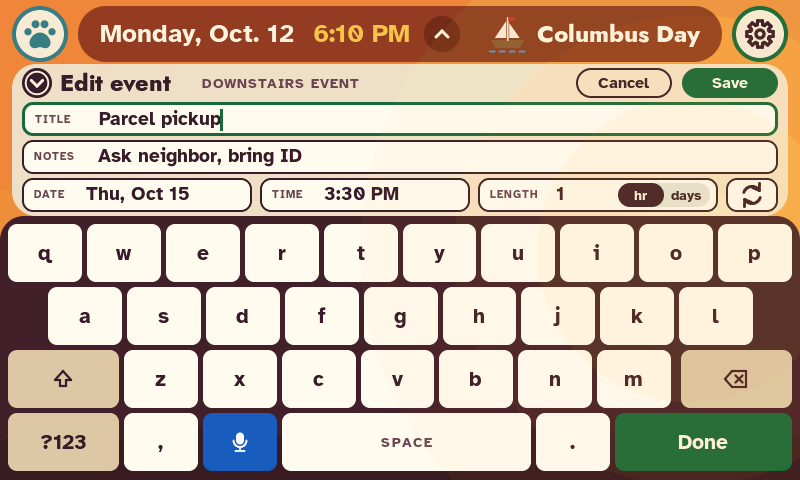 Monday, Oct. 12 6:10 PM Columbus Day
Edit event DOWNSTAIRS EVENT Cancel Save
TITLE Parcel pickup
NOTES Ask neighbor, bring ID
DATE Thu, Oct 15 TIME 3:30 PM LENGTH 1 hr days
q w e r t y u i o p
a s d f g h j k l
z x c v b n m
?123 , SPACE . Done